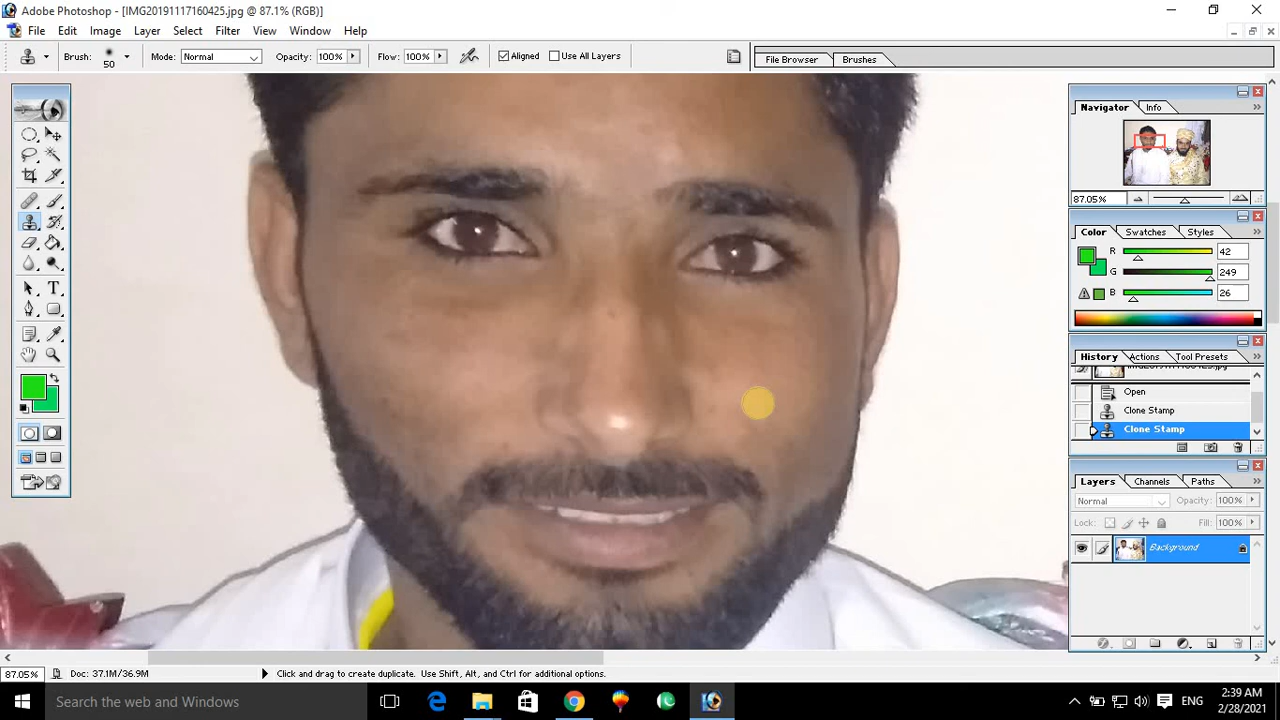 Adobe Photoshop - [IMG20191117160425.jpg @ 87.1% (RGB)]
File Edit Image Layer Select Filter View Window Help
Brush: 50 Mode: Normal Opacity: 100% Flow: 100% Aligned Use All Layers File Browser Brushes
Navigator Info
87.05%
Color Swatches Styles
R 42
G 249
B 26
History Actions Tool Presets
Open
Clone Stamp
Clone Stamp
Layers Channels Paths
Normal Opacity: 100%
Lock: Fill: 100%
Background
87.05% Doc: 37.1M/36.9M Click and drag to create duplicate. Use Shift, Alt, and Ctrl for additional options.
Search the web and Windows ENG 2:39 AM
2/28/2021